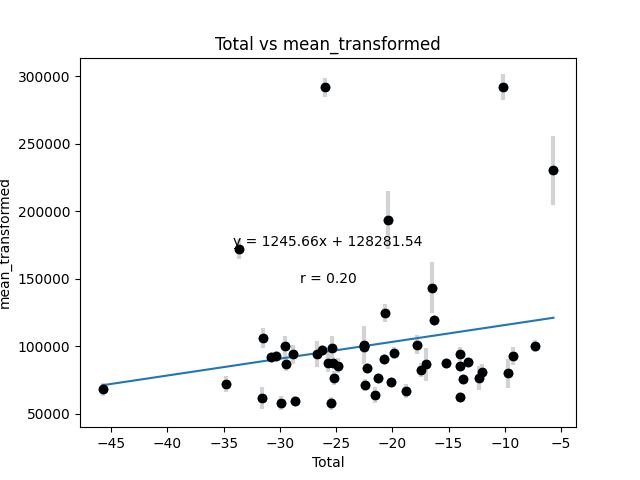 Total vs mean_transformed
mean_transformed
300000
250000
200000
150000
100000
50000
y = 1245.66x + 128281.54
r = 0.20
−45 −40 −35 −30 −25 −20 −15 −10 −5
Total